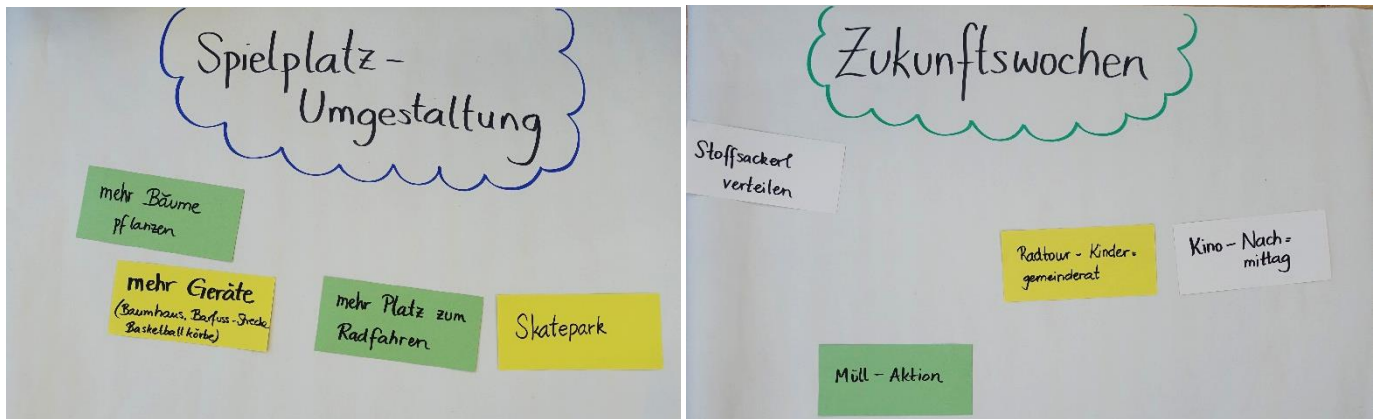 Spielplatz-
Umgestaltung
mehr Bäume
pflanzen
mehr Geräte
(Baumhaus, Barfuss-Strecke
Basketballkörbe)
mehr Platz zum
Radfahren
Skatepark
Zukunftswochen
Stoffsackerl
verteilen
Radtour - Kinder=
gemeinderat
Kino - Nach=
mittag
Müll - Aktion